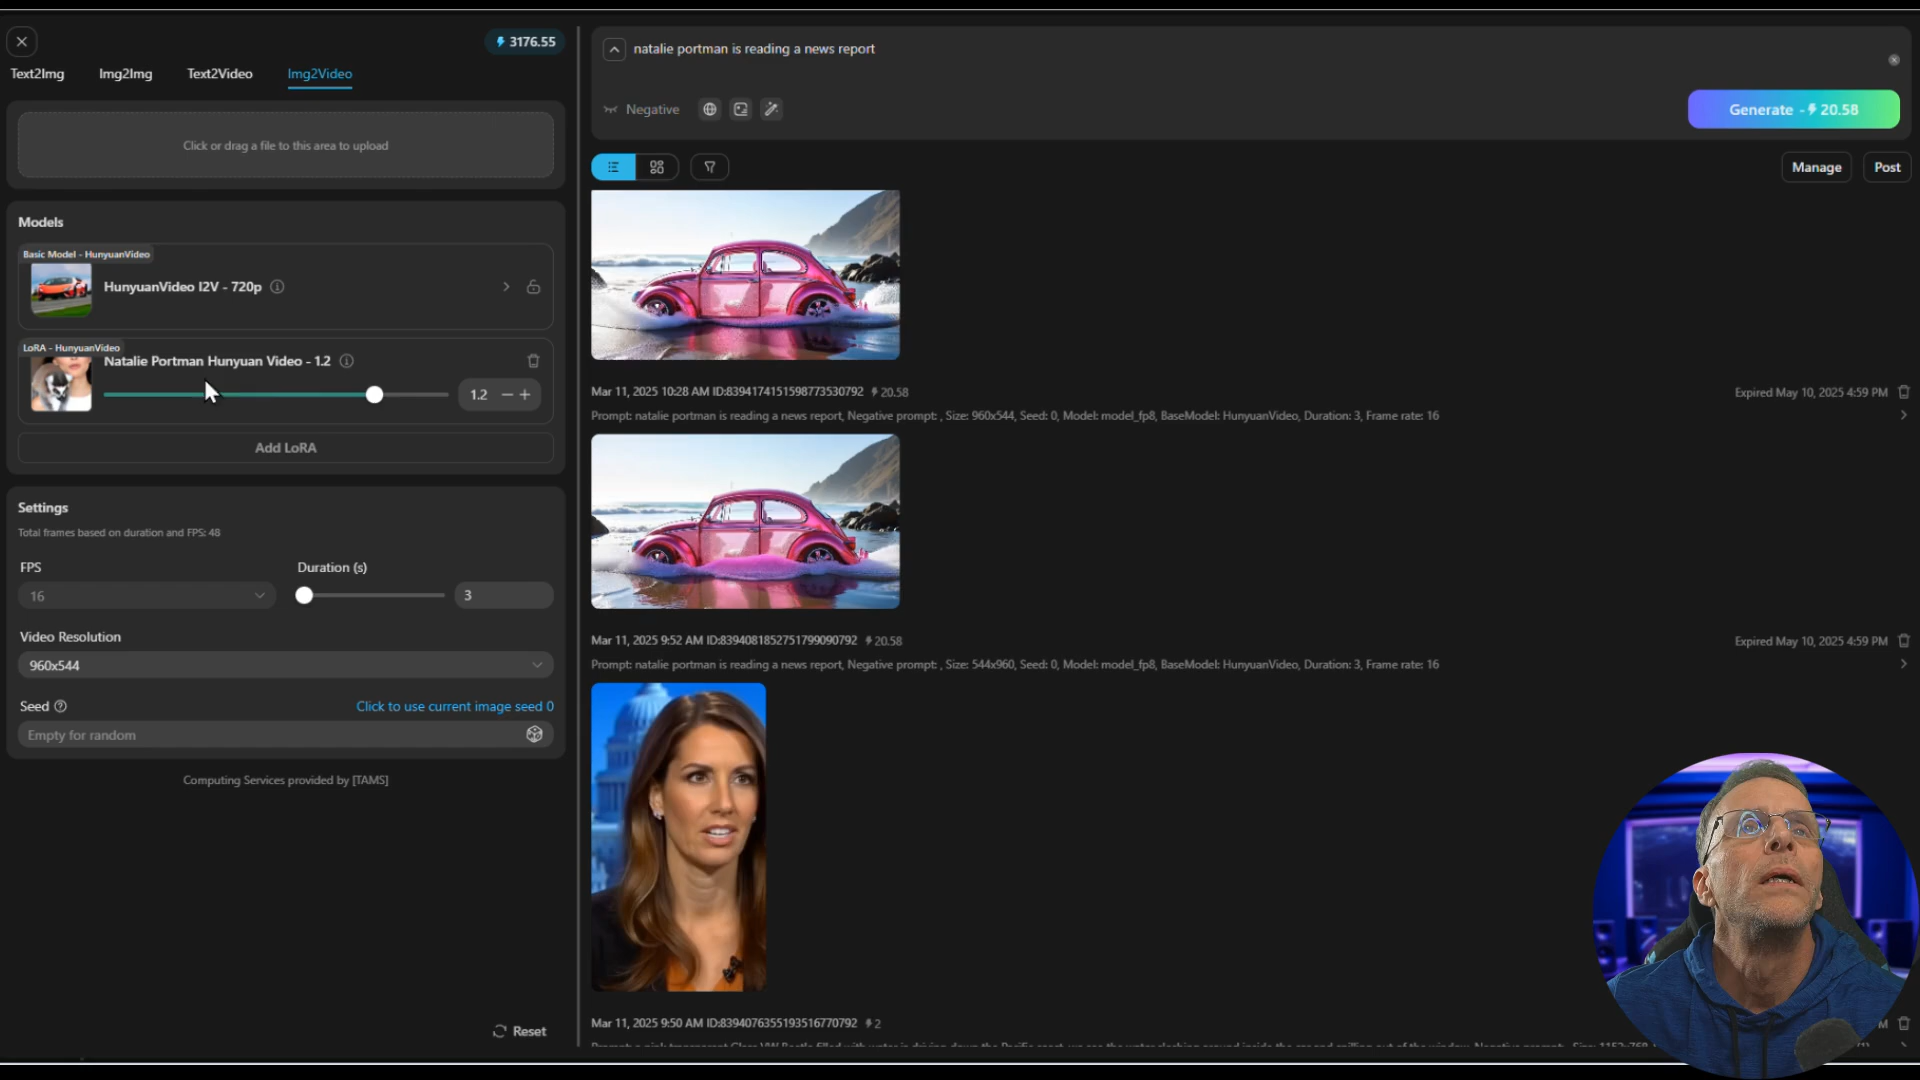 3176.55
Text2Img
Img2Img
Text2Video
Img2Video
Click or drag a file to this area to upload
Models
Basic Model - HunyuanVideo
HunyuanVideo I2V - 720p
LoRA - HunyuanVideo
Natalie Portman Hunyuan Video - 1.2
1.2
Add LoRA
Settings
Total frames based on duration and FPS: 48
FPS
Duration (s)
16
3
Video Resolution
960x544
Seed
Click to use current image seed 0
Empty for random
Computing Services provided by [TAMS]
Reset
natalie portman is reading a news report
Negative
Generate - 20.58
Manage
Post
Mar 11, 2025 10:28 AM ID:839417415159877353​0792 20.58
Expired May 10, 2025 4:59 PM
Prompt: natalie portman is reading a news report, Negative prompt: , Size: 960x544, Seed: 0, Model: model_fp8, BaseModel: HunyuanVideo, Duration: 3, Frame rate: 16
Mar 11, 2025 9:52 AM ID:839408185275179909​0792 20.58
Expired May 10, 2025 4:59 PM
Prompt: natalie portman is reading a news report, Negative prompt: , Size: 544x960, Seed: 0, Model: model_fp8, BaseModel: HunyuanVideo, Duration: 3, Frame rate: 16
Mar 11, 2025 9:50 AM ID:839407635519351677​0792 2
M